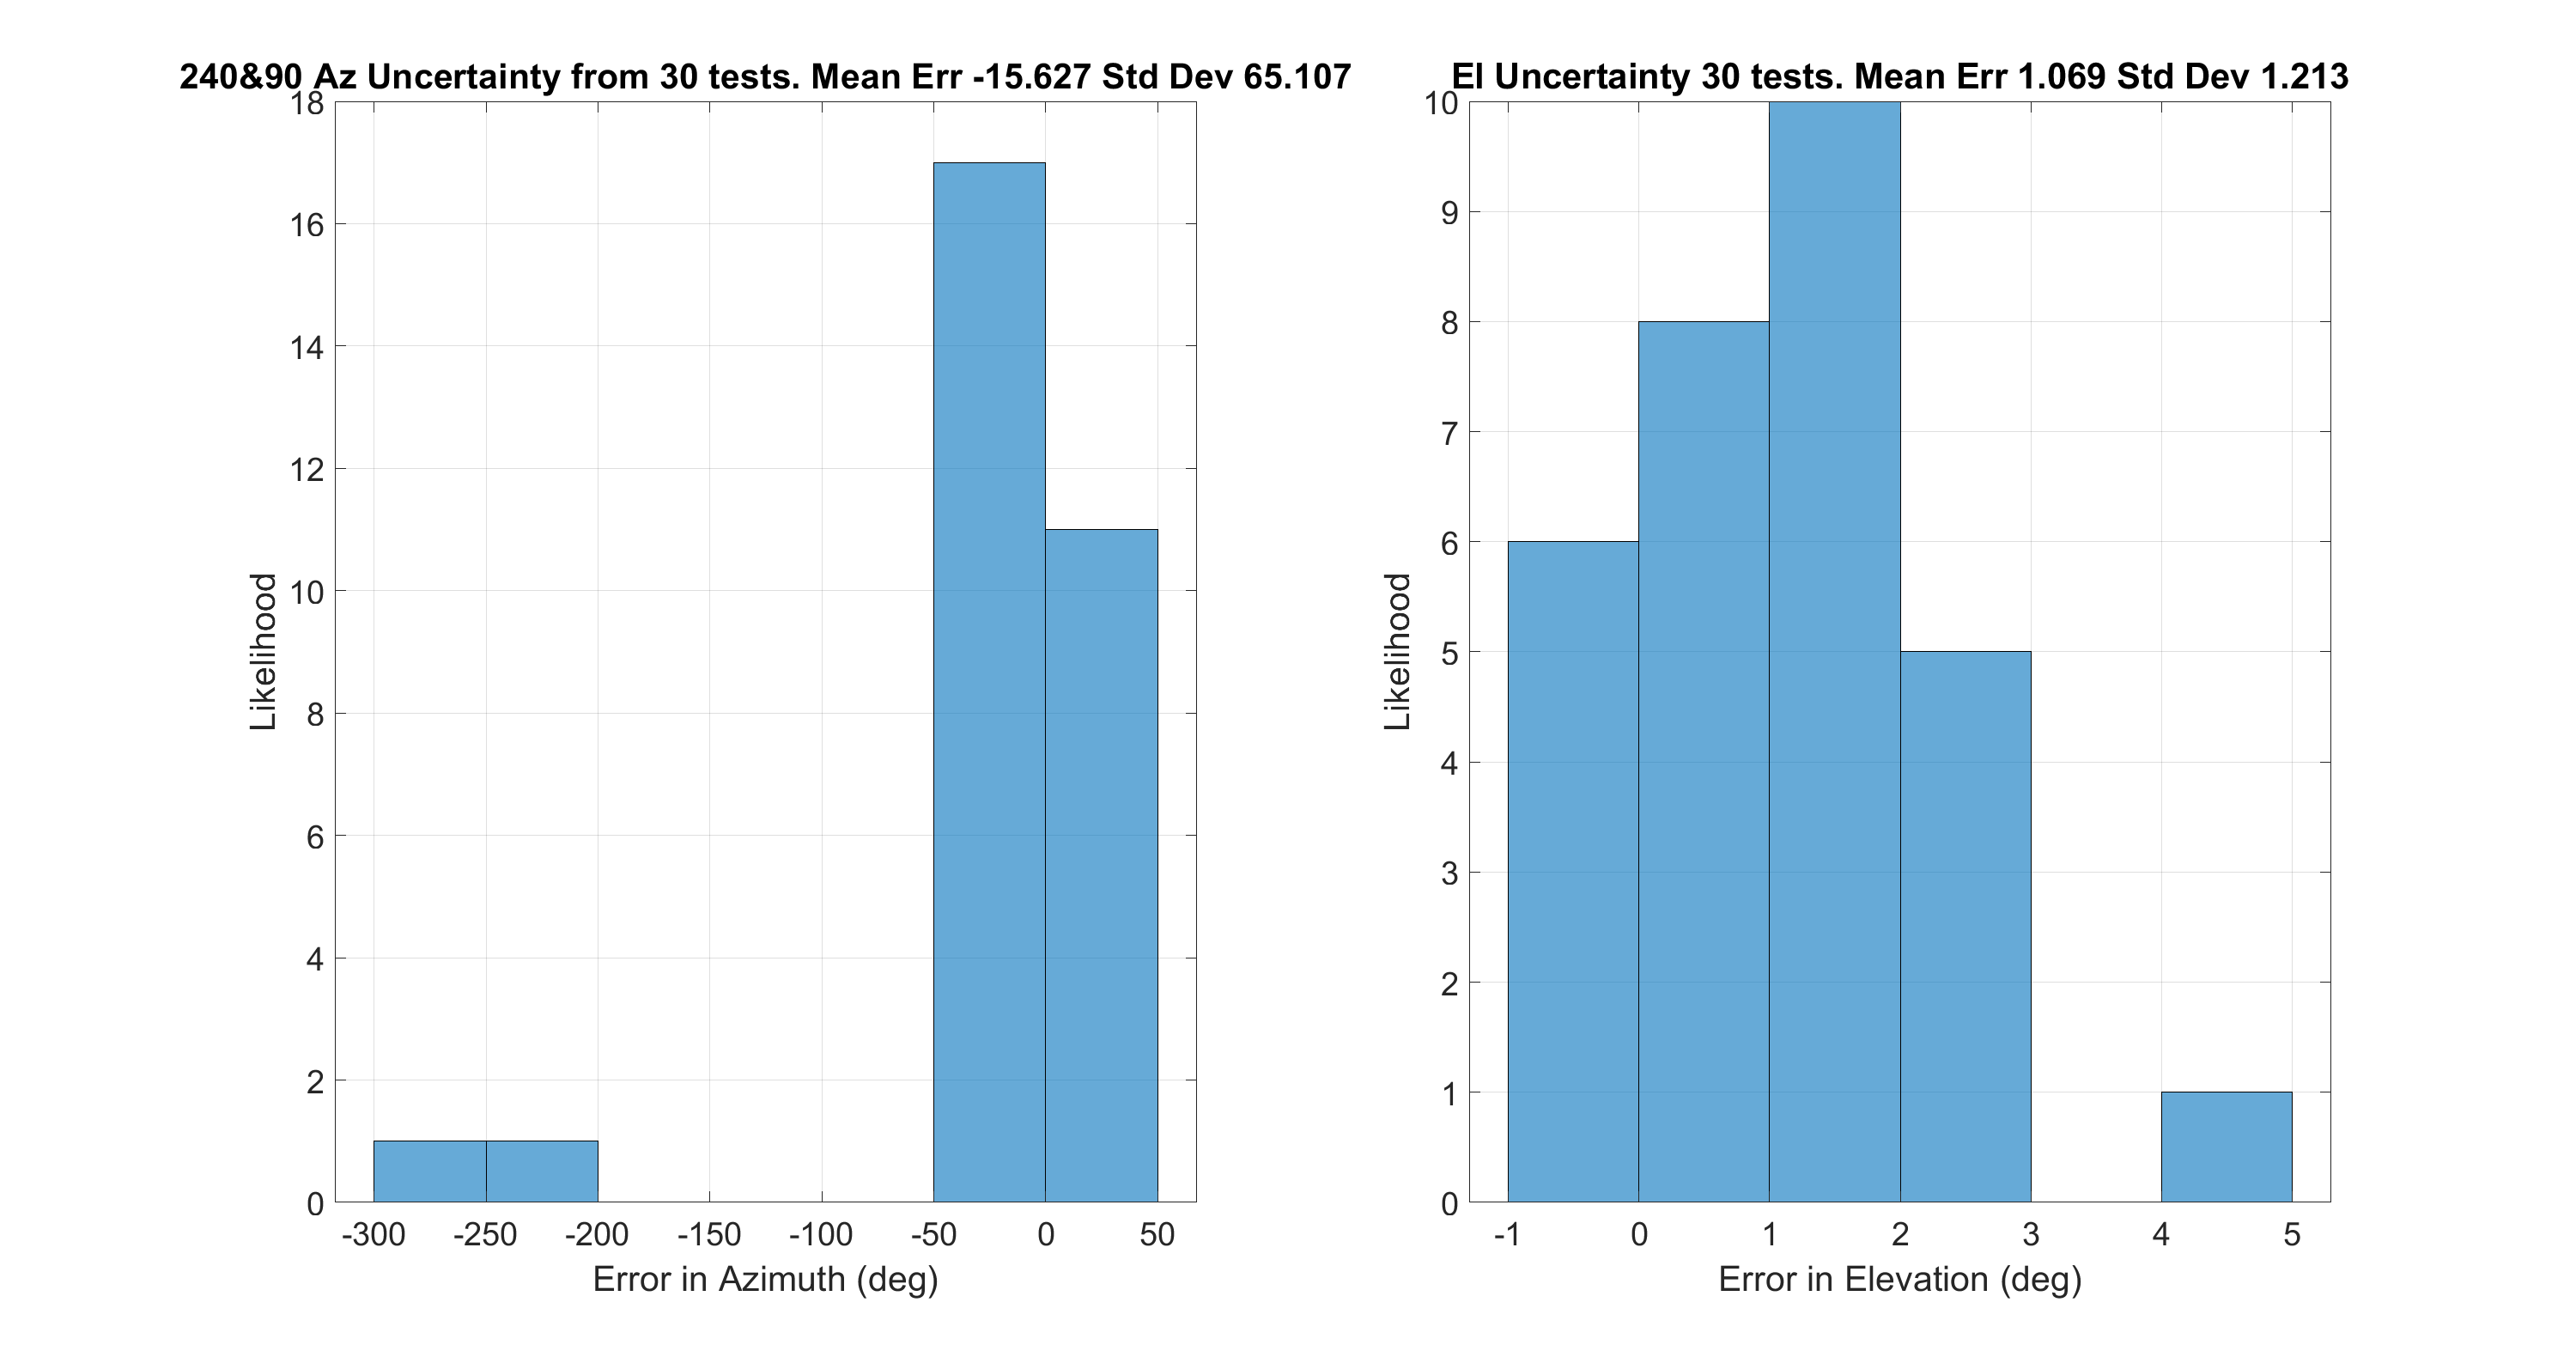 240&90 Az Uncertainty from 30 tests. Mean Err -15.627 Std Dev 65.107
18
16
14
12
10
8
6
4
2
0
Likelihood
-300 -250 -200 -150 -100 -50 0 50
Error in Azimuth (deg)
El Uncertainty 30 tests. Mean Err 1.069 Std Dev 1.213
10
9
8
7
6
5
4
3
2
1
0
Likelihood
-1 0 1 2 3 4 5
Error in Elevation (deg)